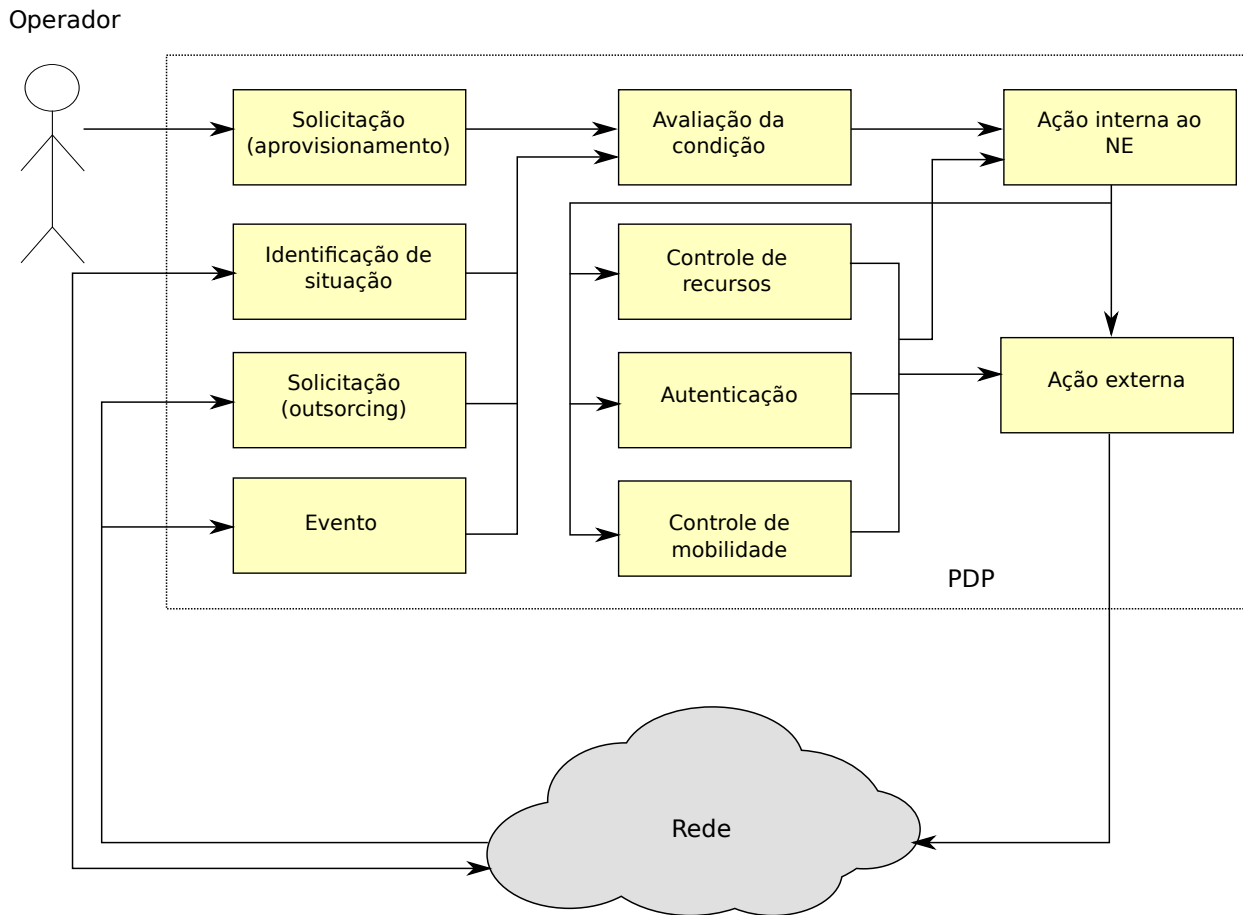 Operador
Solicitação
(aprovisionamento)
Avaliação da
condição
Ação interna ao
NE
Identificação de
situação
Controle de
recursos
Solicitação
(outsorcing)
Autenticação
Ação externa
Evento
Controle de
mobilidade
PDP
Rede